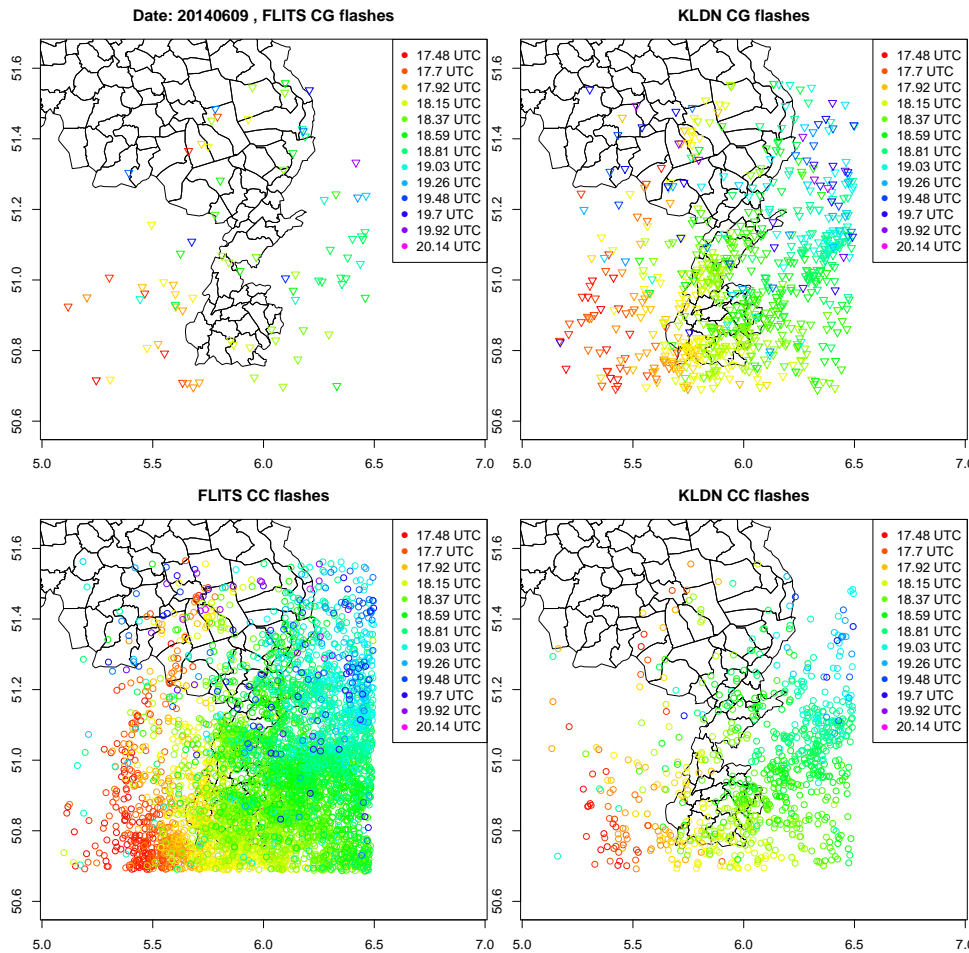 Date: 20140609 , FLITS CG flashes
51.6
51.4
51.2
51.0
50.8
50.6
5.0 5.5 6.0 6.5 7.0
17.48 UTC
17.7 UTC
17.92 UTC
18.15 UTC
18.37 UTC
18.59 UTC
18.81 UTC
19.03 UTC
19.26 UTC
19.48 UTC
19.7 UTC
19.92 UTC
20.14 UTC
KLDN CG flashes
51.6
51.4
51.2
51.0
50.8
50.6
5.0 5.5 6.0 6.5 7.0
17.48 UTC
17.7 UTC
17.92 UTC
18.15 UTC
18.37 UTC
18.59 UTC
18.81 UTC
19.03 UTC
19.26 UTC
19.48 UTC
19.7 UTC
19.92 UTC
20.14 UTC
FLITS CC flashes
51.6
51.4
51.2
51.0
50.8
50.6
5.0 5.5 6.0 6.5 7.0
17.48 UTC
17.7 UTC
17.92 UTC
18.15 UTC
18.37 UTC
18.59 UTC
18.81 UTC
19.03 UTC
19.26 UTC
19.48 UTC
19.7 UTC
19.92 UTC
20.14 UTC
KLDN CC flashes
51.6
51.4
51.2
51.0
50.8
50.6
5.0 5.5 6.0 6.5 7.0
17.48 UTC
17.7 UTC
17.92 UTC
18.15 UTC
18.37 UTC
18.59 UTC
18.81 UTC
19.03 UTC
19.26 UTC
19.48 UTC
19.7 UTC
19.92 UTC
20.14 UTC